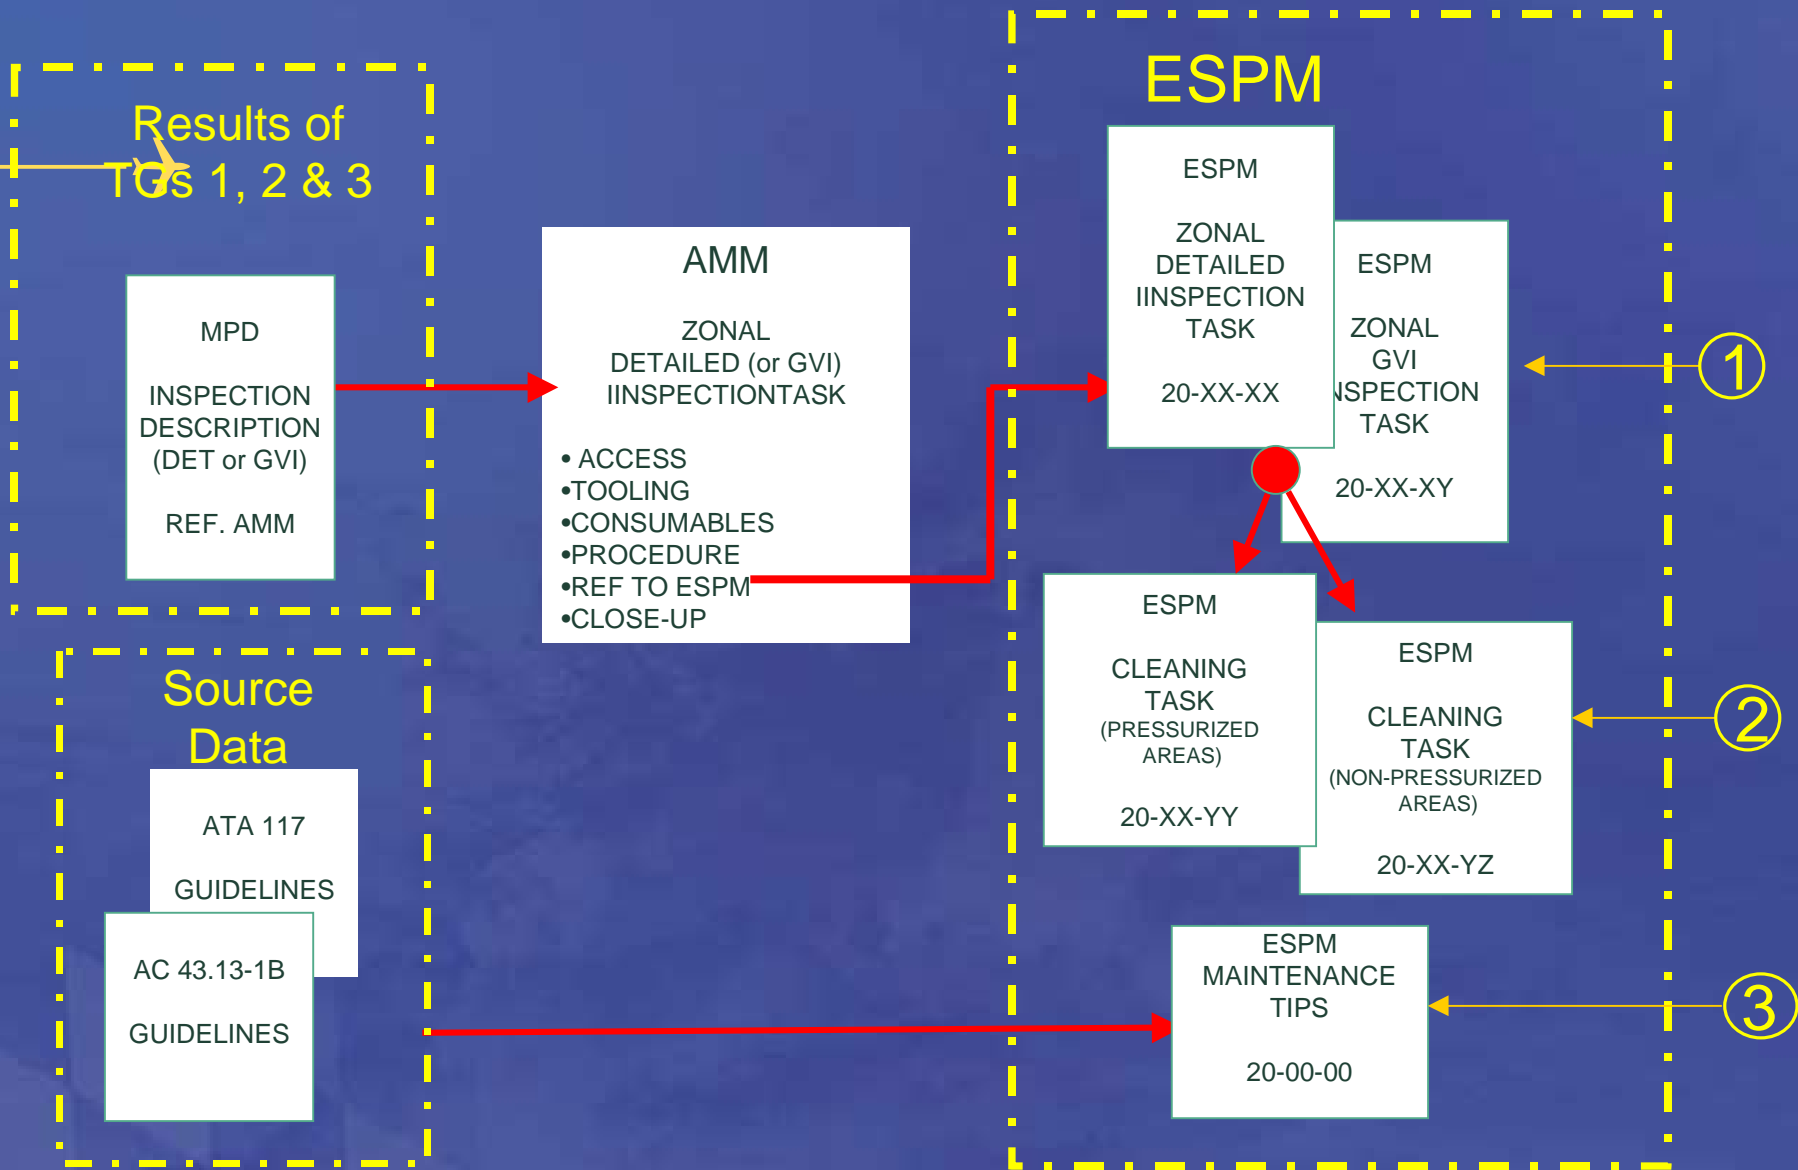 Results of
TGs 1, 2 & 3
MPD
INSPECTION
DESCRIPTION
(DET or GVI)
REF. AMM
Source
Data
ATA 117
GUIDELINES
AC 43.13-1B
GUIDELINES
AMM
ZONAL
DETAILED (or GVI)
IINSPECTIONTASK
• ACCESS
•TOOLING
•CONSUMABLES
•PROCEDURE
•REF TO ESPM
•CLOSE-UP
ESPM
ESPM
ZONAL
DETAILED
IINSPECTION
TASK
20-XX-XX
ESPM
ZONAL
GVI
NSPECTION
TASK
20-XX-XY
ESPM
CLEANING
TASK
(PRESSURIZED
AREAS)
20-XX-YY
ESPM
CLEANING
TASK
(NON-PRESSURIZED
AREAS)
20-XX-YZ
ESPM
MAINTENANCE
TIPS
20-00-00
1
2
3